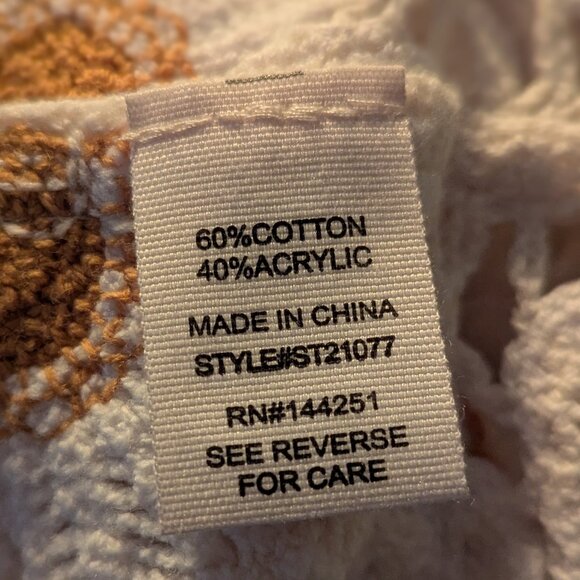 60%COTTON
40%ACRYLIC
MADE IN CHINA
STYLE#ST21077
RN#144251
SEE REVERSE
FOR CARE